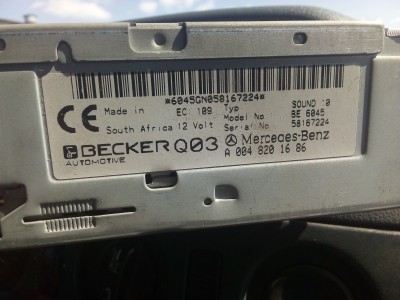 *6045GN058167224*
CE Made in EC: 109 Typ SOUND 10
Model No BE 6045
South Africa 12 Volt Serial No 58167224
BECKER Q03 Mercedes-Benz
AUTOMOTIVE A 004 820 16 86